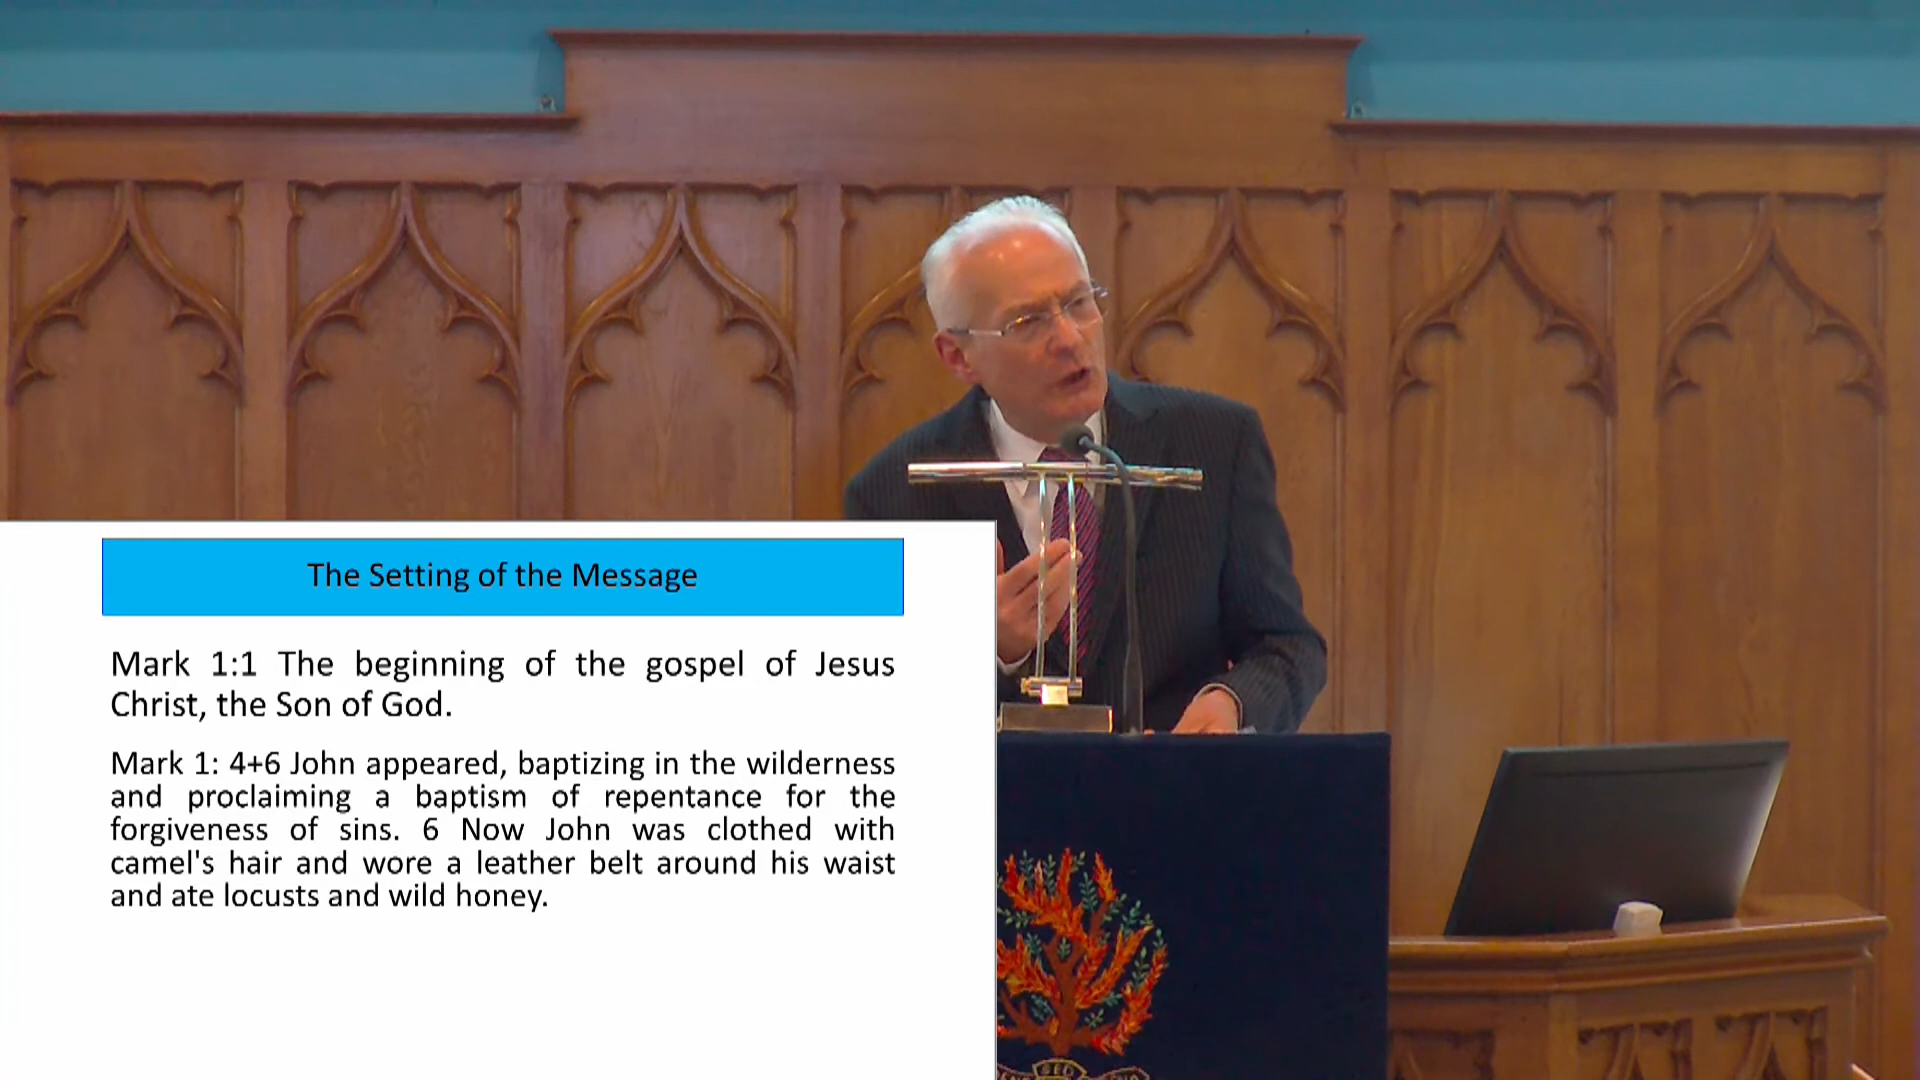 The Setting of the Message
Mark 1:1 The beginning of the gospel of Jesus
Christ, the Son of God.
Mark 1: 4+6 John appeared, baptizing in the wilderness
and proclaiming a baptism of repentance for the
forgiveness of sins. 6 Now John was clothed with
camel's hair and wore a leather belt around his waist
and ate locusts and wild honey.
SED